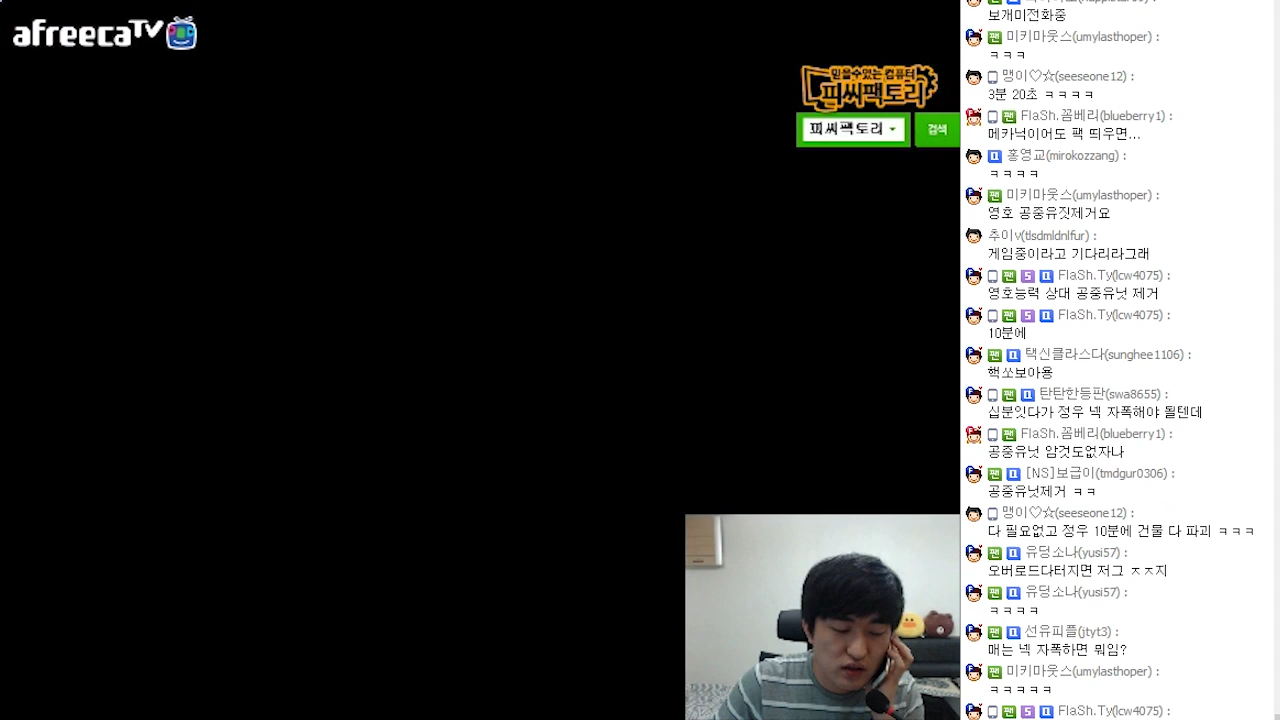 afreecaTV
믿을수있는 컴퓨터
피씨팩토리
피씨팩토리
검색
보개미전화중
미키마웃스(umylasthoper) :
ㅋㅋㅋ
맹이♡☆(seeseone12) :
3분 20초 ㅋㅋㅋㅋ
FlaSh.꼼베리(blueberry1) :
메카닉이어도 팩 띄우면...
홍영교(mirokozzang) :
ㅋㅋㅋㅋ
미키마웃스(umylasthoper) :
영호 공중유짓제거요
추이v(tlsdmldnlfur) :
게임중이라고 기다리라그래
FlaSh.Ty(lcw4075) :
영호능력 상대 공중유닛 제거
FlaSh.Ty(lcw4075) :
10분에
택신클라스다(sunghee1106) :
핵쏘보아용
탄탄한등판(swa8655) :
십분잇다가 정우 넥 자폭해야 될텐데
FlaSh.꼼베리(blueberry1) :
공중유닛 암것도없자나
[NS]보급이(tmdgur0306) :
공중유닛제거 ㅋㅋ
맹이♡☆(seeseone12) :
다 필요없고 정우 10분에 건물 다 파괴 ㅋㅋㅋ
유덩소나(yusi57) :
오버로드다터지면 저그 ㅈㅈ지
유덩소나(yusi57) :
ㅋㅋㅋㅋ
선유피플(jtyt3) :
매는 넥 자폭하면 뭐임?
미키마웃스(umylasthoper) :
ㅋㅋㅋㅋㅋ
FlaSh.Ty(lcw4075) :